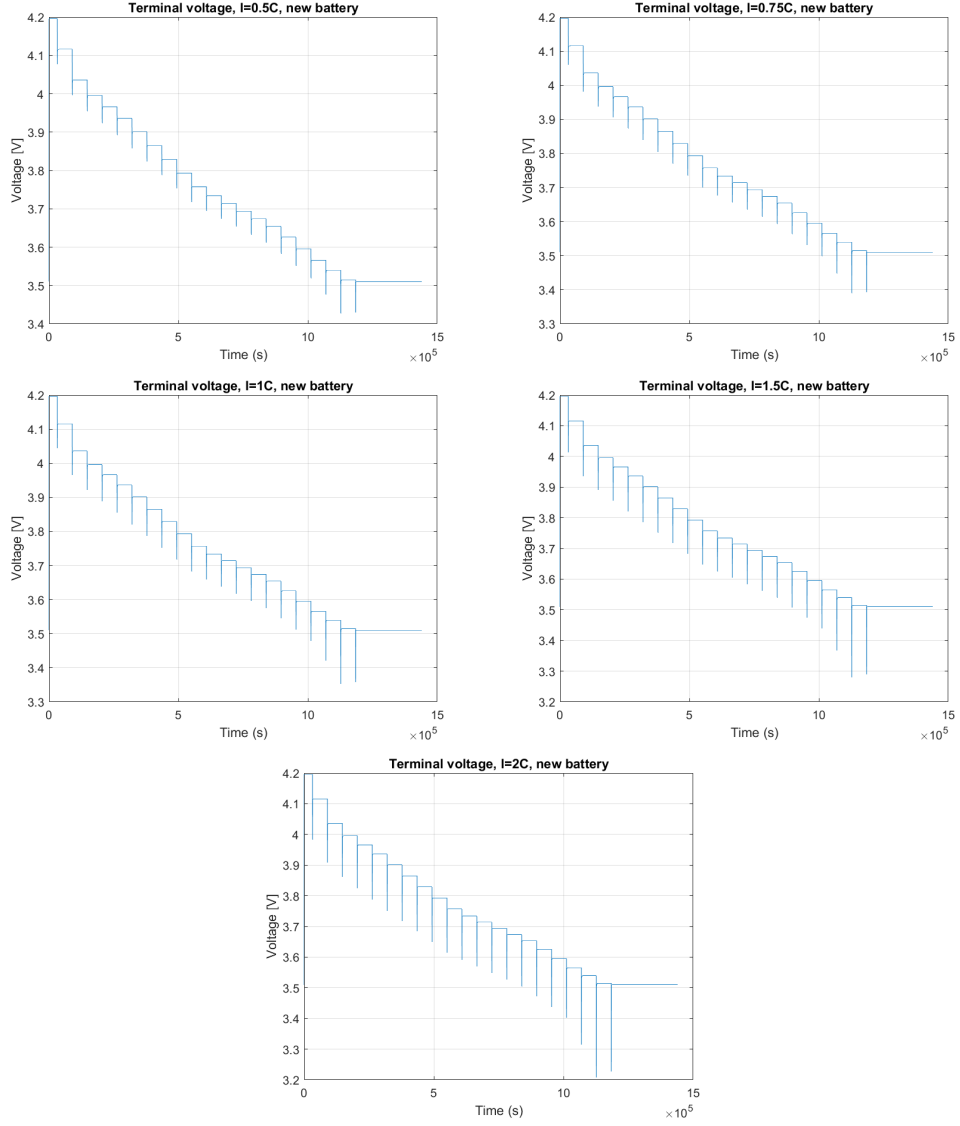 Terminal voltage, I=0.5C, new battery
4.2
4.1
4
3.9
3.8
3.7
3.6
3.5
3.4
Voltage [V]
0 5 10 15
Time (s)
×10^5
Terminal voltage, I=0.75C, new battery
4.2
4.1
4
3.9
3.8
3.7
3.6
3.5
3.4
3.3
Voltage [V]
0 5 10 15
Time (s)
×10^5
Terminal voltage, I=1C, new battery
4.2
4.1
4
3.9
3.8
3.7
3.6
3.5
3.4
3.3
Voltage [V]
0 5 10 15
Time (s)
×10^5
Terminal voltage, I=1.5C, new battery
4.2
4.1
4
3.9
3.8
3.7
3.6
3.5
3.4
3.3
3.2
Voltage [V]
0 5 10 15
Time (s)
×10^5
Terminal voltage, I=2C, new battery
4.2
4.1
4
3.9
3.8
3.7
3.6
3.5
3.4
3.3
3.2
Voltage [V]
0 5 10 15
Time (s)
×10^5